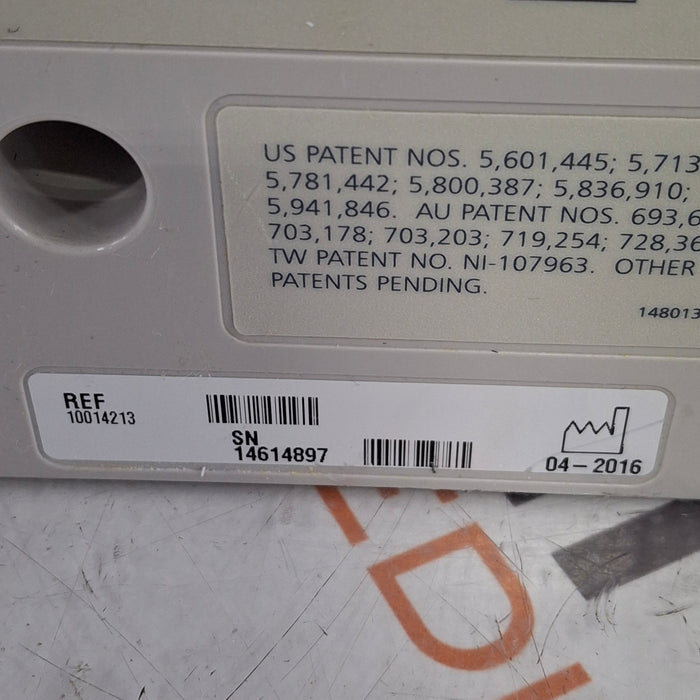 US PATENT NOS. 5,601,445; 5,713
5,781,442; 5,800,387; 5,836,910;
5,941,846. AU PATENT NOS. 693,6
703,178; 703,203; 719,254; 728,36
TW PATENT NO. NI-107963. OTHER
PATENTS PENDING.
148013
REF
10014213
SN
14614897
04-2016